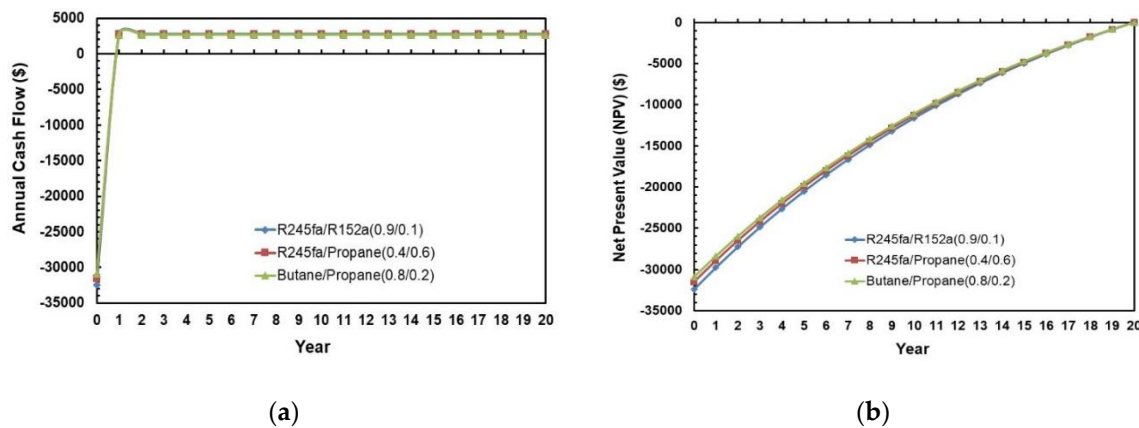 5000
0
-5000
-10000
-15000
-20000
-25000
-30000
-35000
Annual Cash Flow ($)
R245fa/R152a(0.9/0.1)
R245fa/Propane(0.4/0.6)
Butane/Propane(0.8/0.2)
0 1 2 3 4 5 6 7 8 9 10 11 12 13 14 15 16 17 18 19 20
Year
(a)
0
-5000
-10000
-15000
-20000
-25000
-30000
-35000
Net Present Value (NPV) ($)
R245fa/R152a(0.9/0.1)
R245fa/Propane(0.4/0.6)
Butane/Propane(0.8/0.2)
0 1 2 3 4 5 6 7 8 9 10 11 12 13 14 15 16 17 18 19 20
Year
(b)